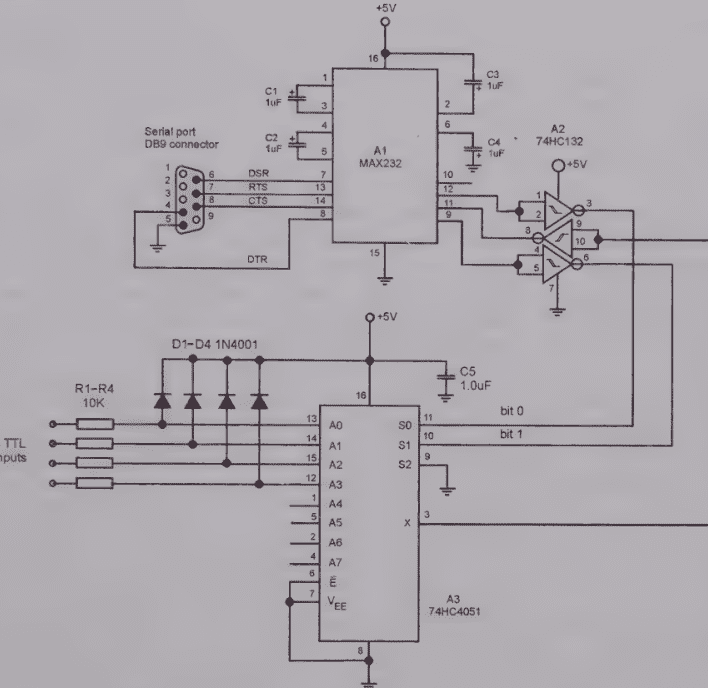 +5V
16
C3
1uF
1
C1
1uF
3
2
A2
74HC132
4
6
C2
1uF
5
C4
1uF
A1
MAX232
+5V
Serial port
DB9 connector
1
2
3
4
5
6
7
8
9
DSR
RTS
CTS
DTR
7
13
14
8
10
12
11
9
15
1
2
3
8
9
10
4
5
6
7
+5V
D1-D4 1N4001
C5
1.0uF
R1-R4
10K
16
TTL
nputs
13
14
15
12
1
5
2
4
6
7
A0
A1
A2
A3
A4
A5
A6
A7
E̅
VEE
S0
S1
S2
X
11
10
9
3
bit 0
bit 1
A3
74HC4051
8